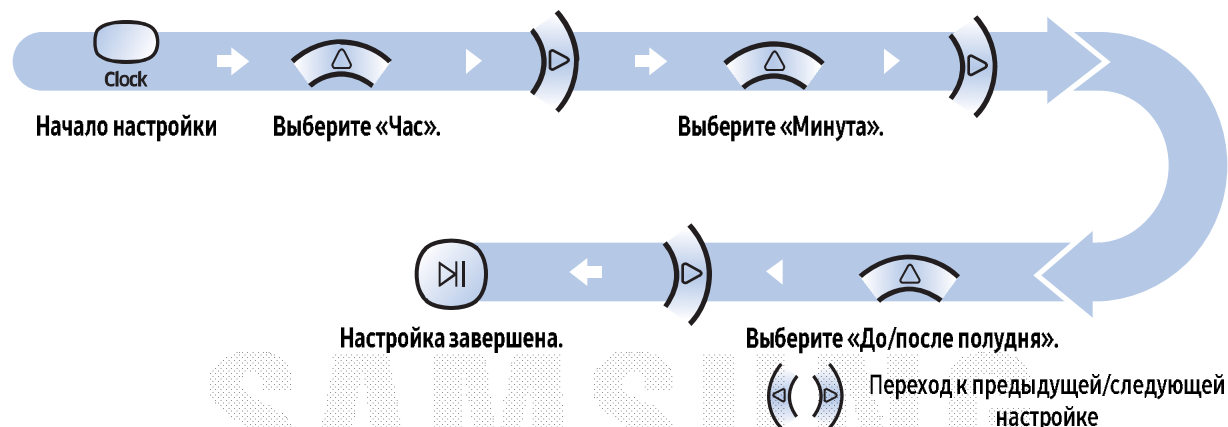 Clock
Начало настройки
Выберите «Час».
Выберите «Минута».
Настройка завершена.
Выберите «До/после полудня».
Переход к предыдущей/следующей
настройке
SAMSUNG